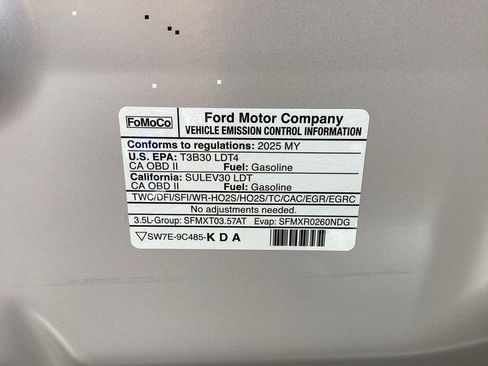 FoMoCo
Ford Motor Company
VEHICLE EMISSION CONTROL INFORMATION
Conforms to regulations: 2025 MY
U.S. EPA: T3B30 LDT4
CA OBD II Fuel: Gasoline
California: SULEV30 LDT
CA OBD II Fuel: Gasoline
TWC/DFI/SFI/WR-HO2S/HO2S/TC/CAC/EGR/EGRC
No adjustments needed.
3.5L-Group: SFMXT03.57AT Evap: SFMXR0260NDG
SW7E-9C485-KDA